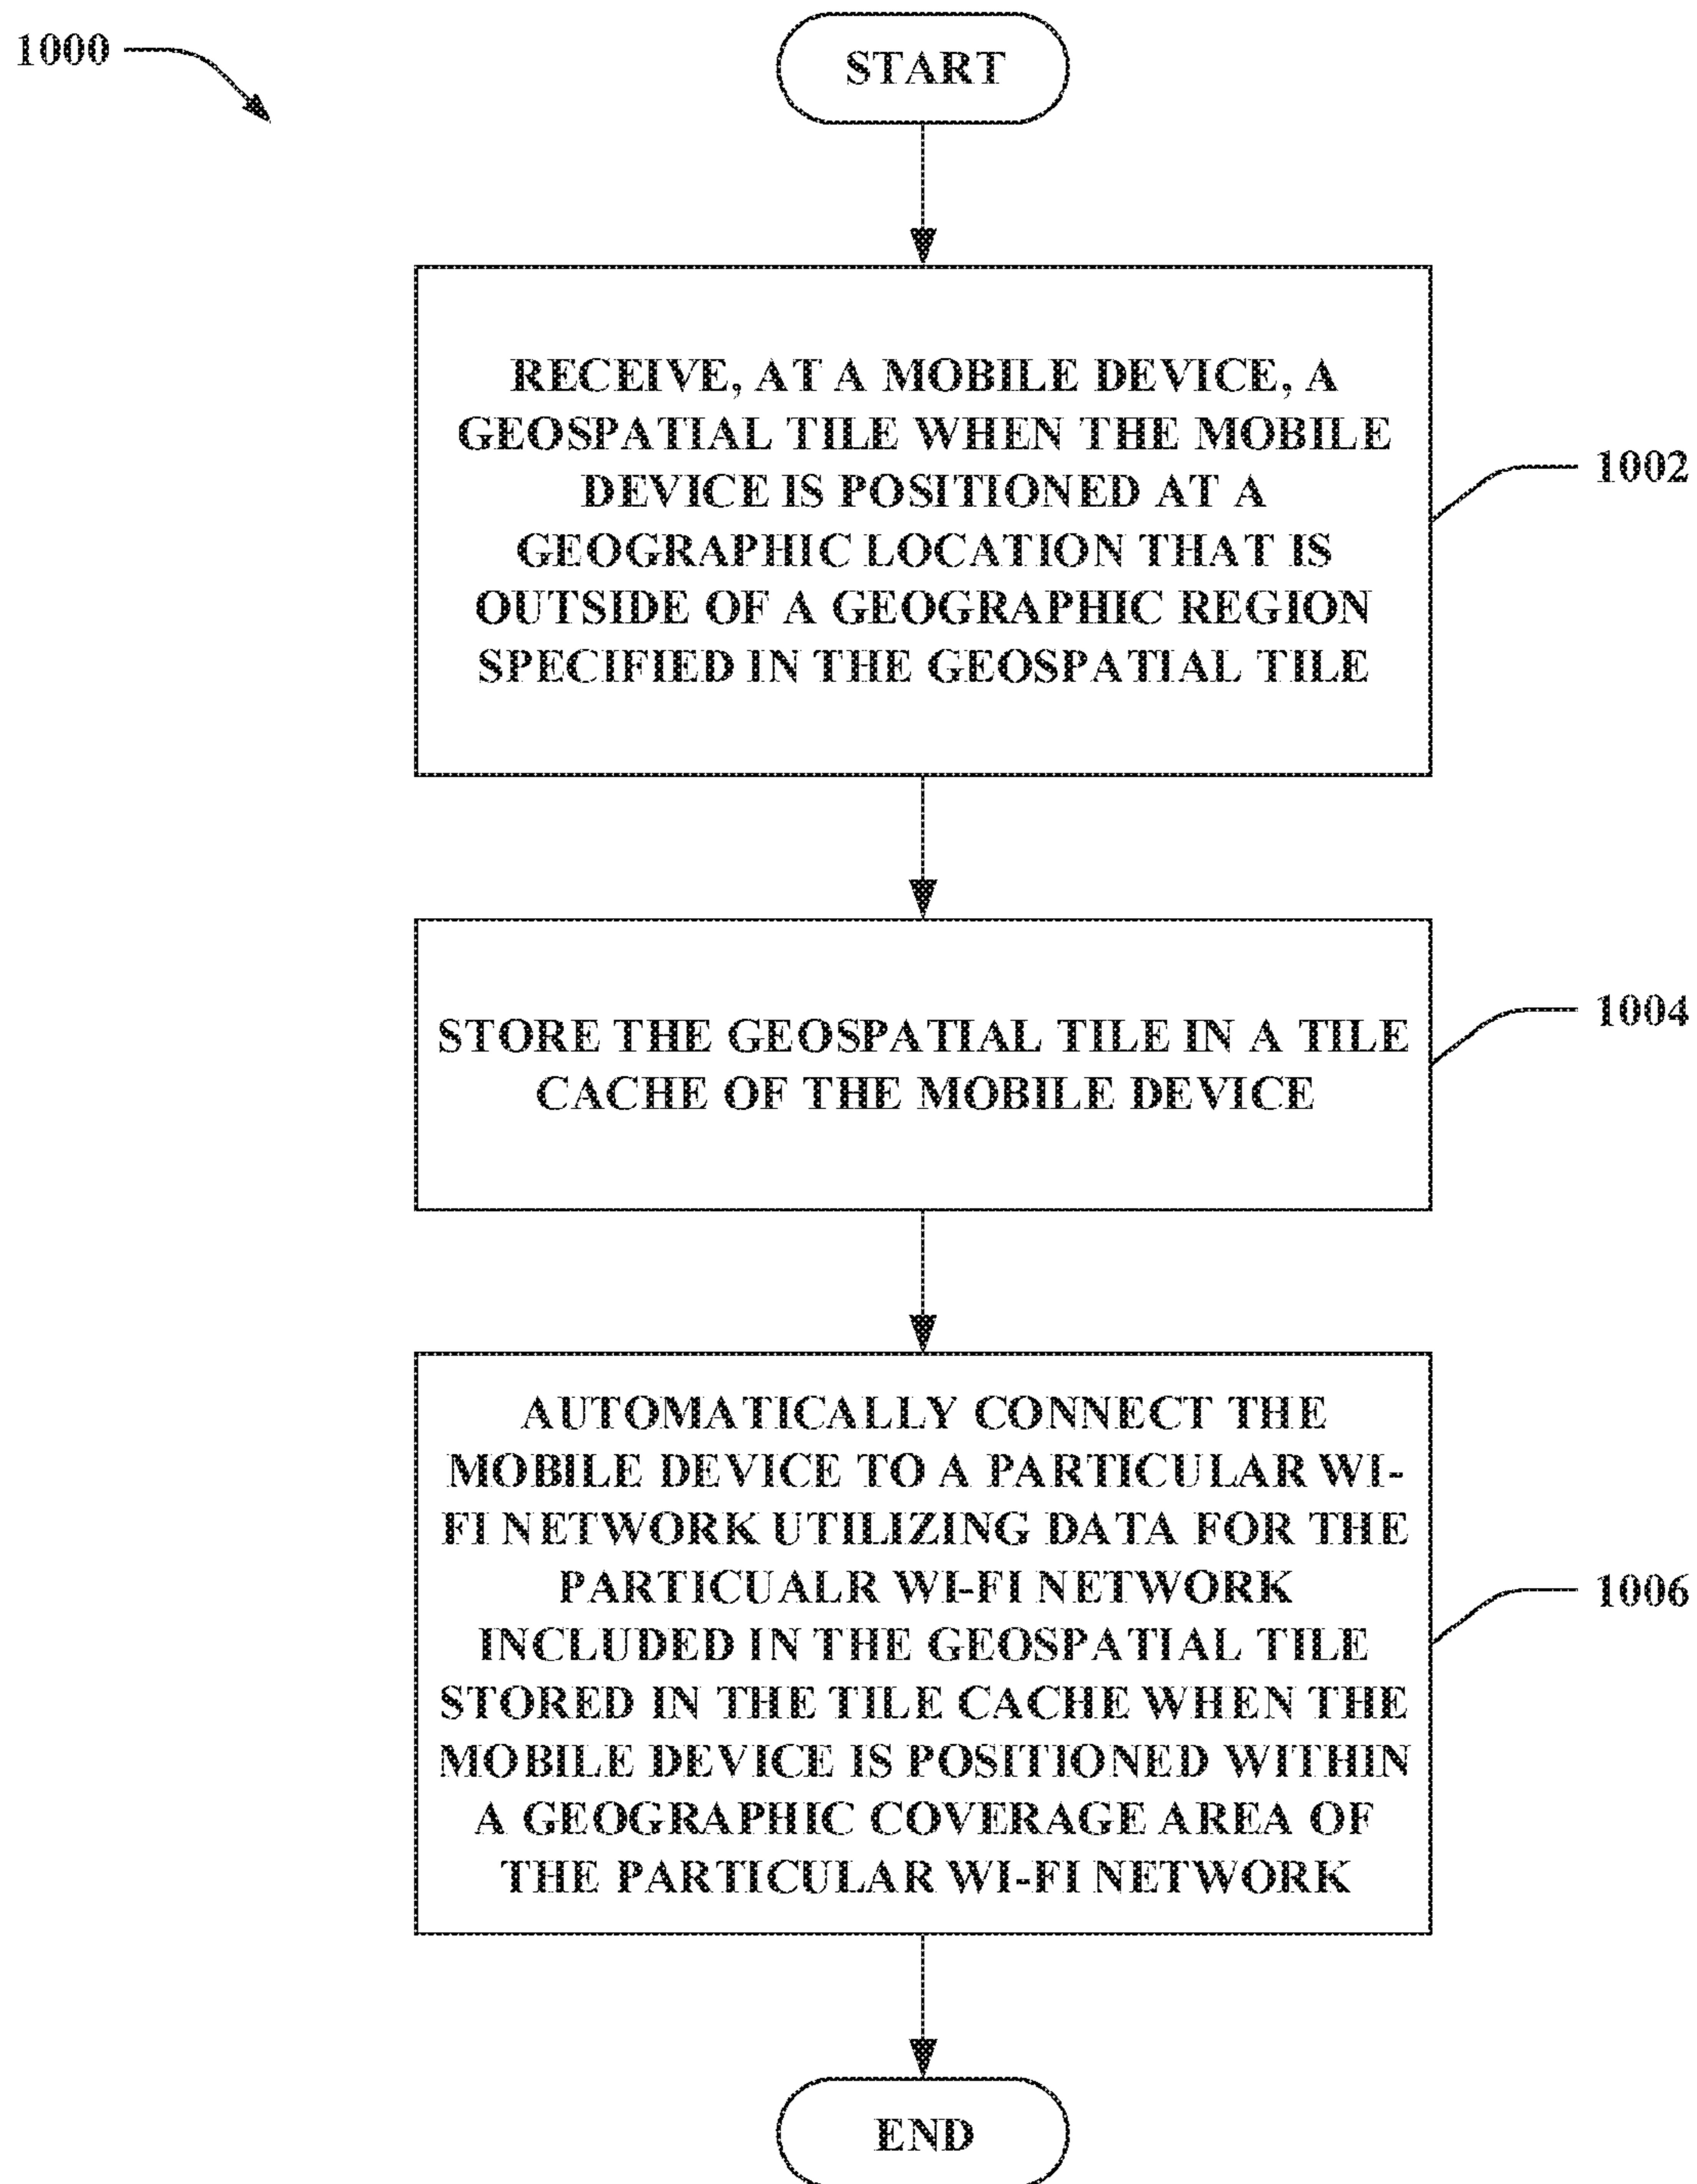 1000
START
RECEIVE, AT A MOBILE DEVICE, A
GEOSPATIAL TILE WHEN THE MOBILE
DEVICE IS POSITIONED AT A
GEOGRAPHIC LOCATION THAT IS
OUTSIDE OF A GEOGRAPHIC REGION
SPECIFIED IN THE GEOSPATIAL TILE
1002
STORE THE GEOSPATIAL TILE IN A TILE
CACHE OF THE MOBILE DEVICE
1004
AUTOMATICALLY CONNECT THE
MOBILE DEVICE TO A PARTICULAR WI-
FI NETWORK UTILIZING DATA FOR THE
PARTICUALR WI-FI NETWORK
INCLUDED IN THE GEOSPATIAL TILE
STORED IN THE TILE CACHE WHEN THE
MOBILE DEVICE IS POSITIONED WITHIN
A GEOGRAPHIC COVERAGE AREA OF
THE PARTICULAR WI-FI NETWORK
1006
END